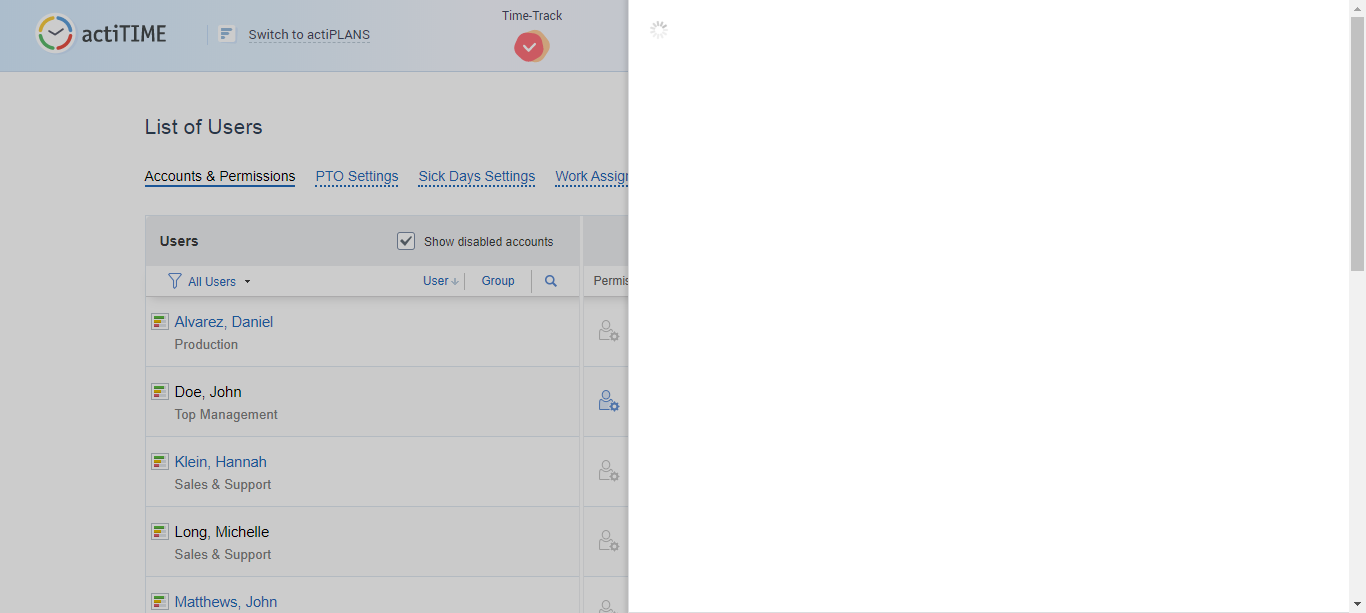 actiTIME
Switch to actiPLANS
Time-Track
List of Users
Accounts & Permissions
PTO Settings
Sick Days Settings
Work Assign
Users
Show disabled accounts
All Users
User
Group
Permis
Alvarez, Daniel
Production
Doe, John
Top Management
Klein, Hannah
Sales & Support
Long, Michelle
Sales & Support
Matthews, John